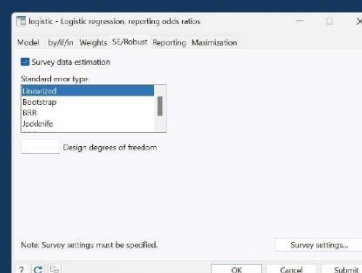 logistic - Logistic regression, reporting odds ratios
Model by/if/in Weights SE/Robust Reporting Maximization
Survey data estimation
Standard error type
Linearized
Bootstrap
BRR
Jackknife
Design degrees of freedom
Note: Survey settings must be specified.
Survey settings...
? OK Cancel Submit